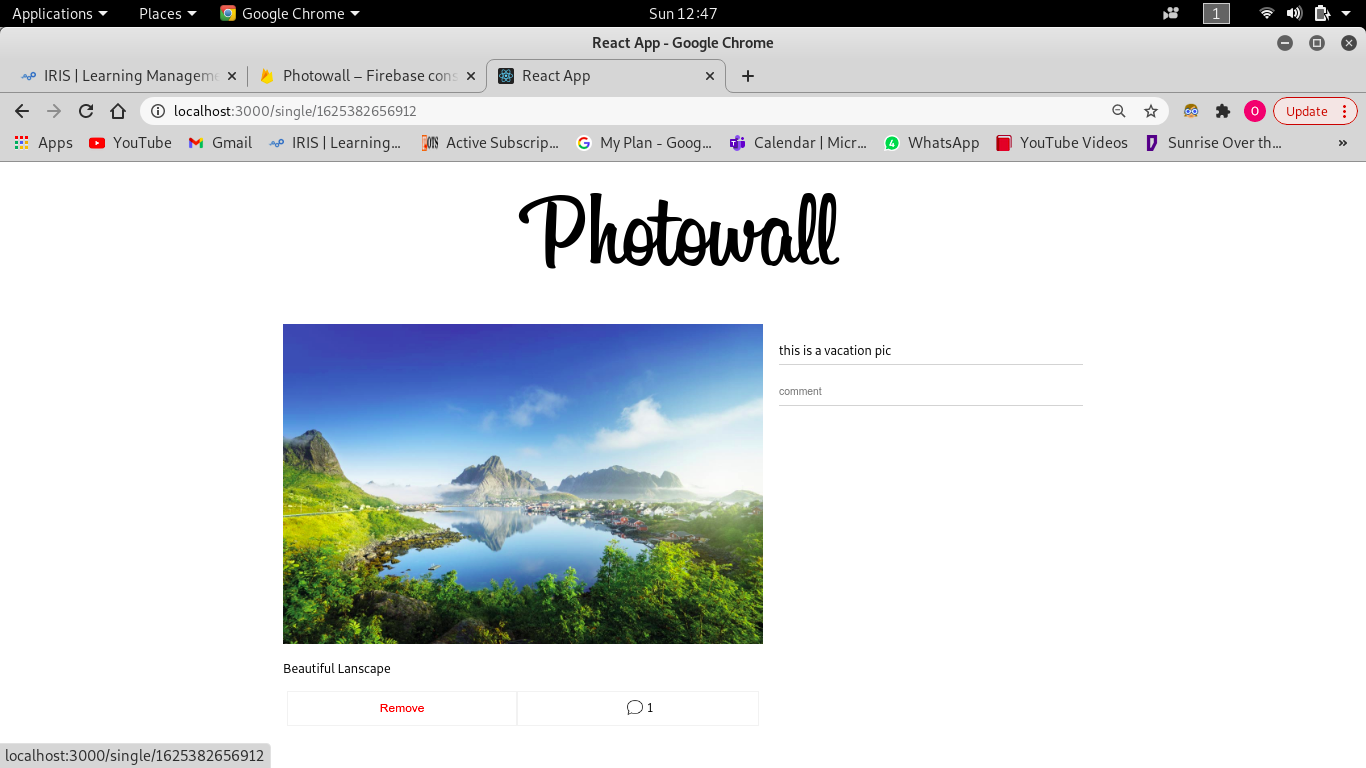 Applications Places Google Chrome Sun 12:47 1
React App - Google Chrome
IRIS | Learning Manageme Photowall – Firebase cons React App
localhost:3000/single/1625382656912 O Update
Apps YouTube Gmail IRIS | Learning... Active Subscrip... My Plan - Goog... Calendar | Micr... 4 WhatsApp YouTube Videos Sunrise Over th... »
Photowall
this is a vacation pic
comment
Beautiful Lanscape
Remove 1
localhost:3000/single/1625382656912